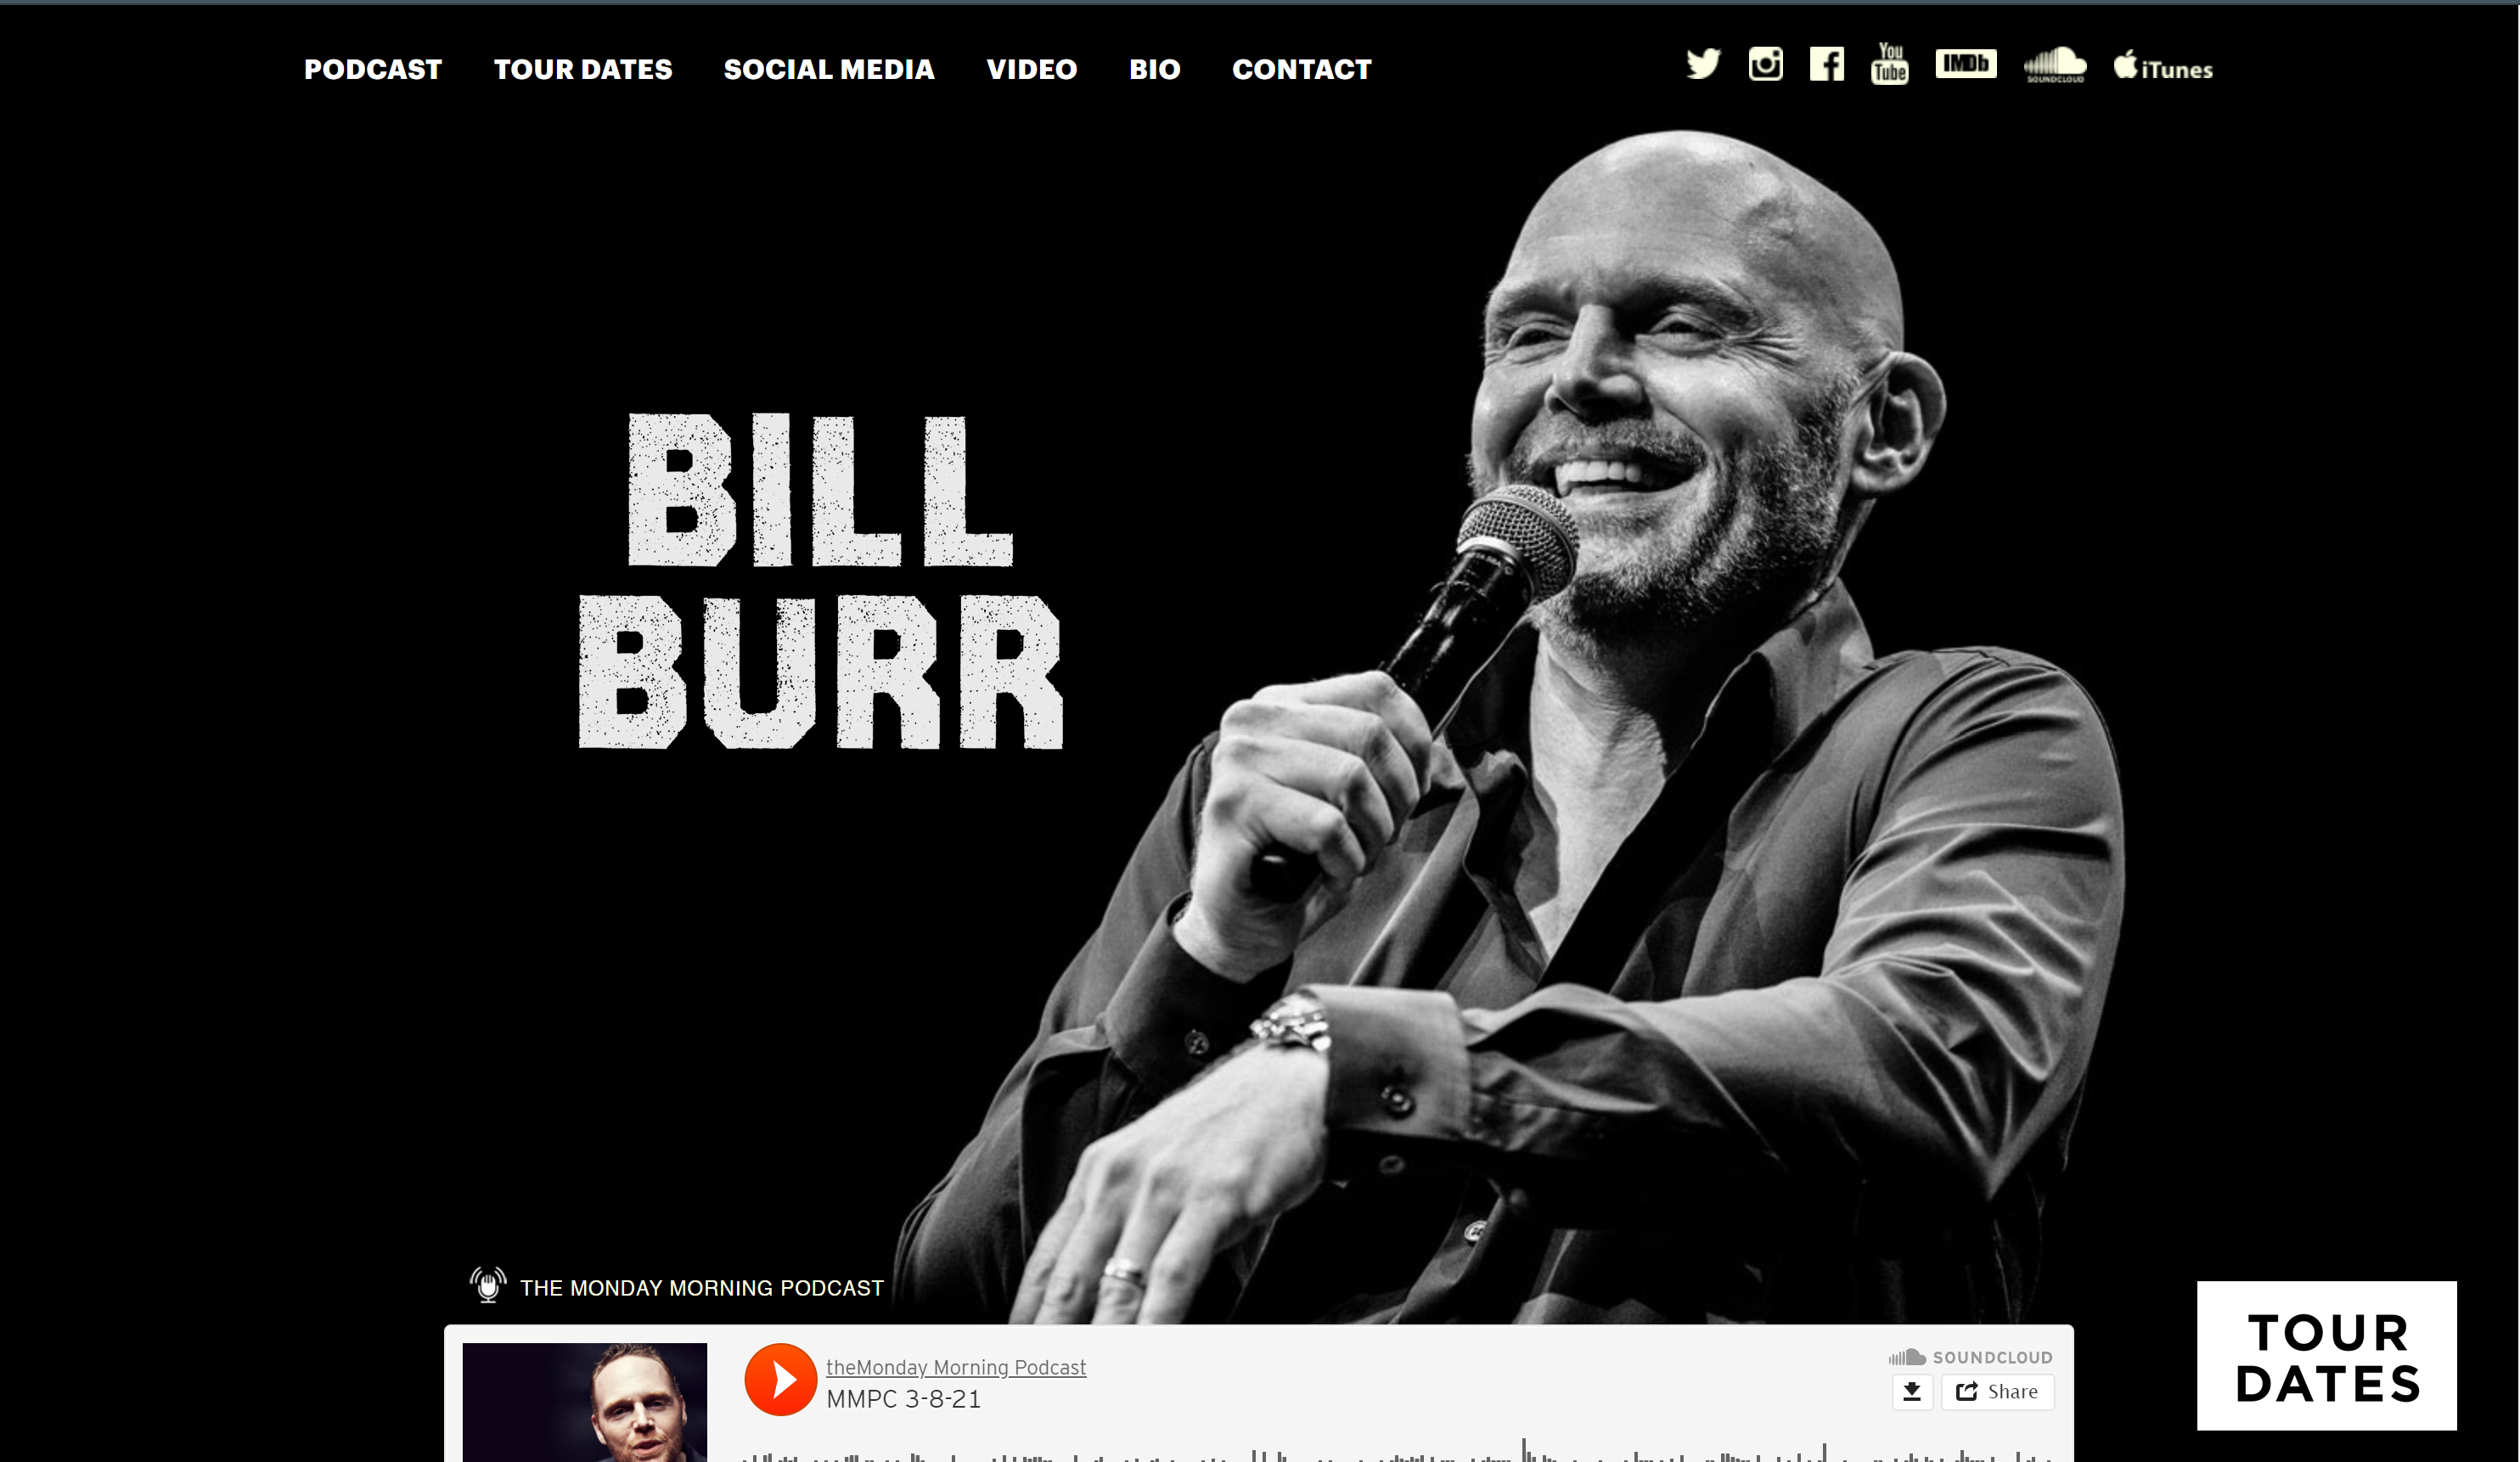 PODCAST TOUR DATES SOCIAL MEDIA VIDEO BIO CONTACT
You Tube IMDb SOUNDCLOUD iTunes
BILL
BURR
THE MONDAY MORNING PODCAST
theMonday Morning Podcast
MMPC 3-8-21
SOUNDCLOUD
Share
TOUR
DATES